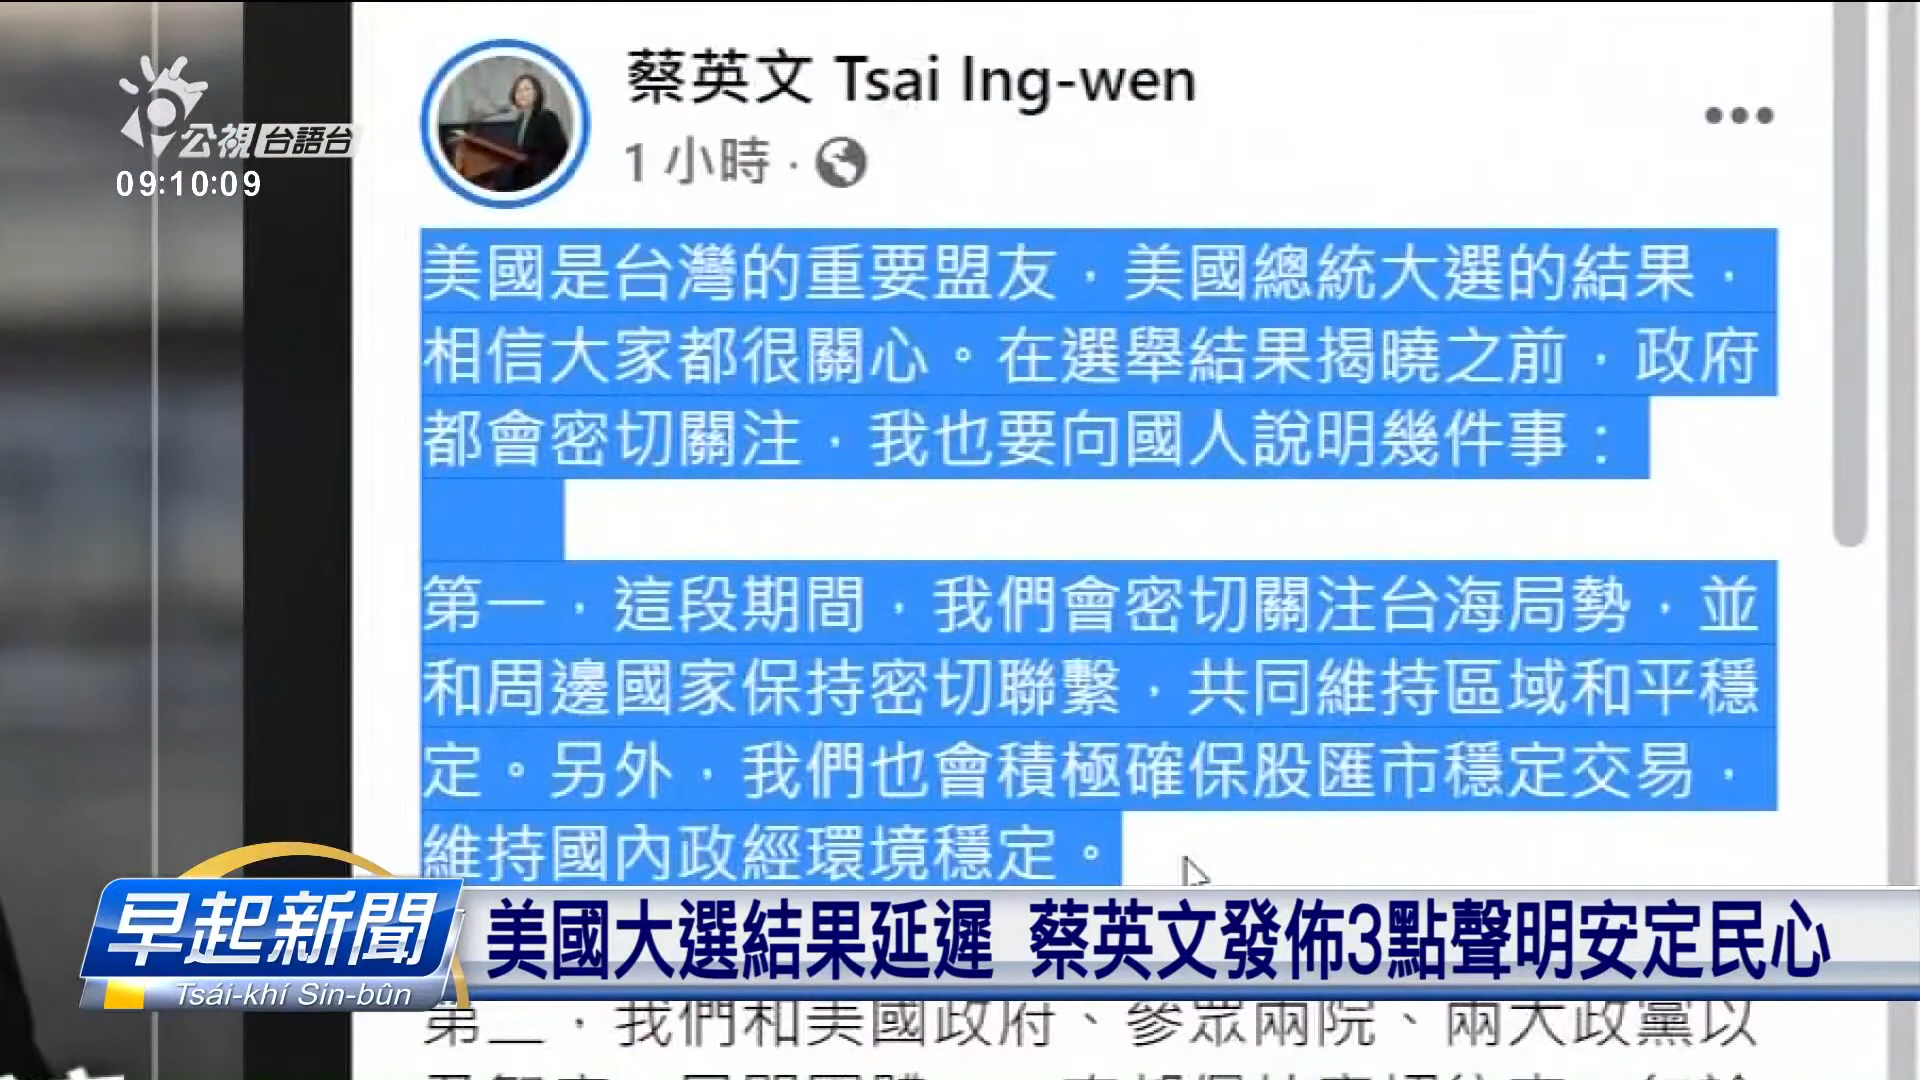 蔡英文 Tsai Ing-wen
1 小時 ·
公視台語台
09:10:09
美國是台灣的重要盟友，美國總統大選的結果，
相信大家都很關心。在選舉結果揭曉之前，政府
都會密切關注，我也要向國人說明幾件事：
第一，這段期間，我們會密切關注台海局勢，並
和周邊國家保持密切聯繫，共同維持區域和平穩
定。另外，我們也會積極確保股匯市穩定交易，
維持國內政經環境穩定。
早起新聞
Tsái-khí Sin-bûn
美國大選結果延遲 蔡英文發佈3點聲明安定民心
第二，我們和美國政府、參眾兩院、兩大政黨以